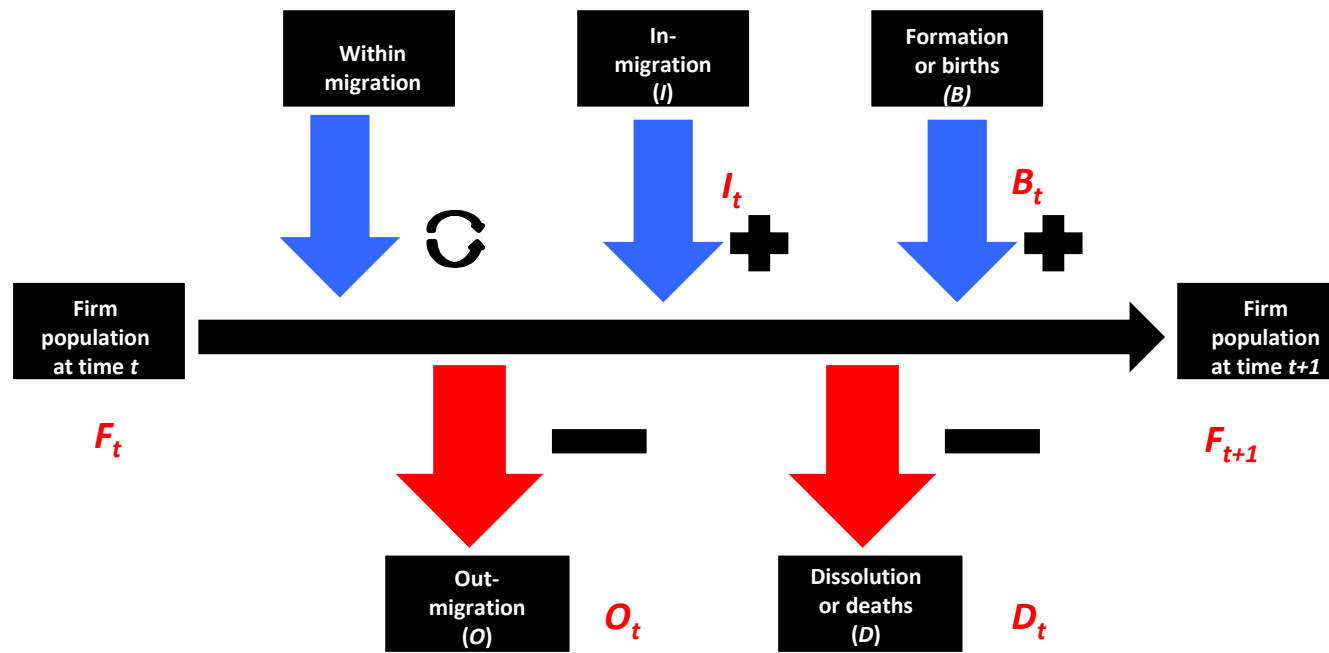 Within
migration
In-
migration
(I)
Formation
or births
(B)
I_t
B_t
Firm
population
at time t
Firm
population
at time t+1
F_t
F_{t+1}
Out-
migration
(O)
O_t
Dissolution
or deaths
(D)
D_t